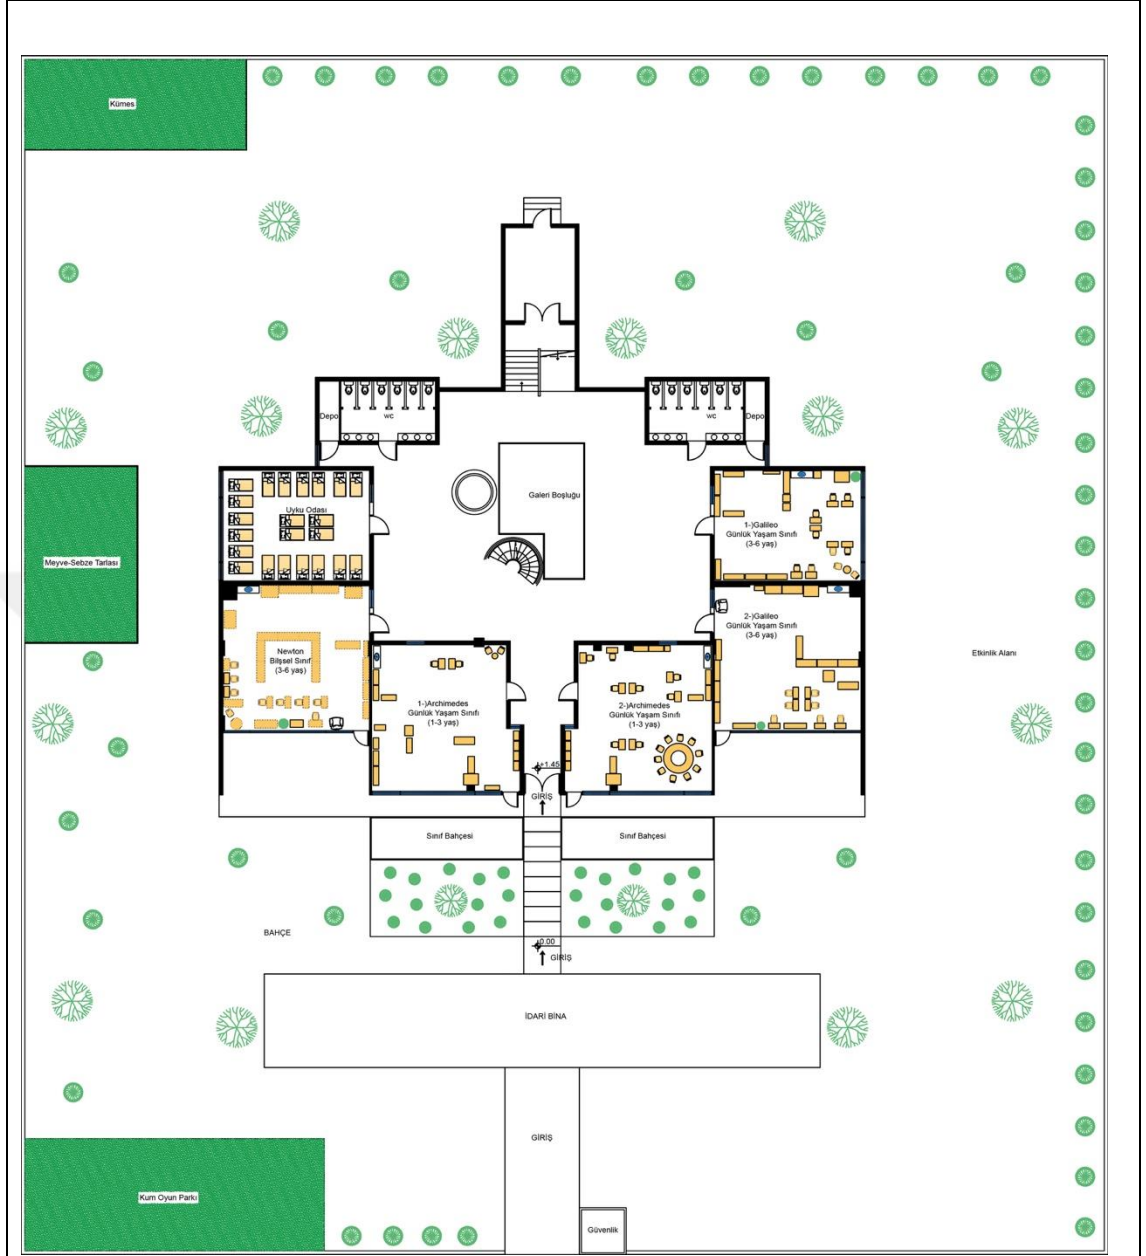 Kümes
Depo
wc
wc
Depo
Galeri Boşluğu
Uyku Odası
1-)Galileo
Günlük Yaşam Sınıfı
(3-6 yaş)
Meyve-Sebze Tarlası
2-)Galileo
Günlük Yaşam Sınıfı
(3-6 yaş)
Newton
Bilşsel Sınıf
(3-6 yaş)
Etkinlik Alanı
1-)Archimedes
Günlük Yaşam Sınıfı
(1-3 yaş)
2-)Archimedes
Günlük Yaşam Sınıfı
(1-3 yaş)
+1.45
GİRİŞ
Sınıf Bahçesi
Sınıf Bahçesi
BAHÇE
+0.00
GİRİŞ
İDARİ BİNA
GİRİŞ
Kum Oyun Parkı
Güvenlik